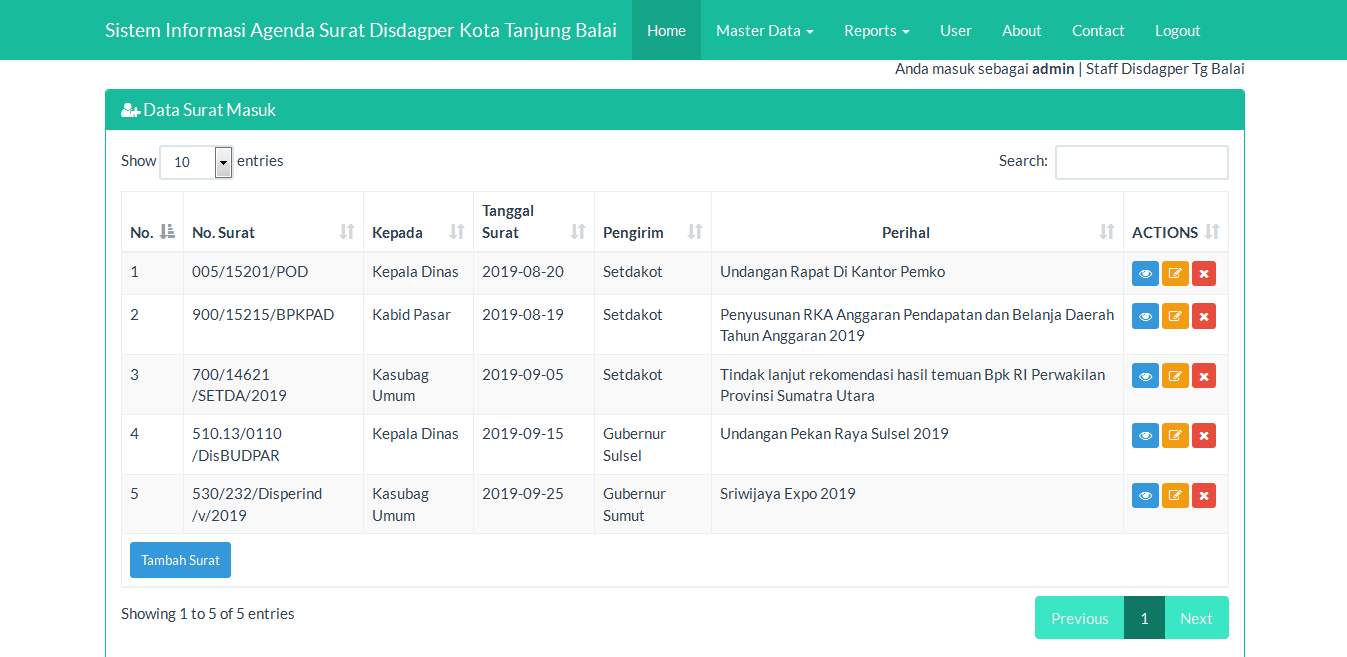 Sistem Informasi Agenda Surat Disdagper Kota Tanjung Balai Home Master Data Reports User About Contact Logout
Anda masuk sebagai admin | Staff Disdagper Tg Balai
Data Surat Masuk
Show 10 entries Search:
No. No. Surat Kepada Tanggal Surat Pengirim Perihal ACTIONS
1 005/15201/POD Kepala Dinas 2019-08-20 Setdakot Undangan Rapat Di Kantor Pemko
2 900/15215/BPKPAD Kabid Pasar 2019-08-19 Setdakot Penyusunan RKA Anggaran Pendapatan dan Belanja Daerah
Tahun Anggaran 2019
3 700/14621 Kasubag 2019-09-05 Setdakot Tindak lanjut rekomendasi hasil temuan Bpk RI Perwakilan
/SETDA/2019 Umum Provinsi Sumatra Utara
4 510.13/0110 Kepala Dinas 2019-09-15 Gubernur Undangan Pekan Raya Sulsel 2019
/DisBUDPAR Sulsel
5 530/232/Disperind Kasubag 2019-09-25 Gubernur Sriwijaya Expo 2019
/v/2019 Umum Sumut
Tambah Surat
Showing 1 to 5 of 5 entries Previous 1 Next